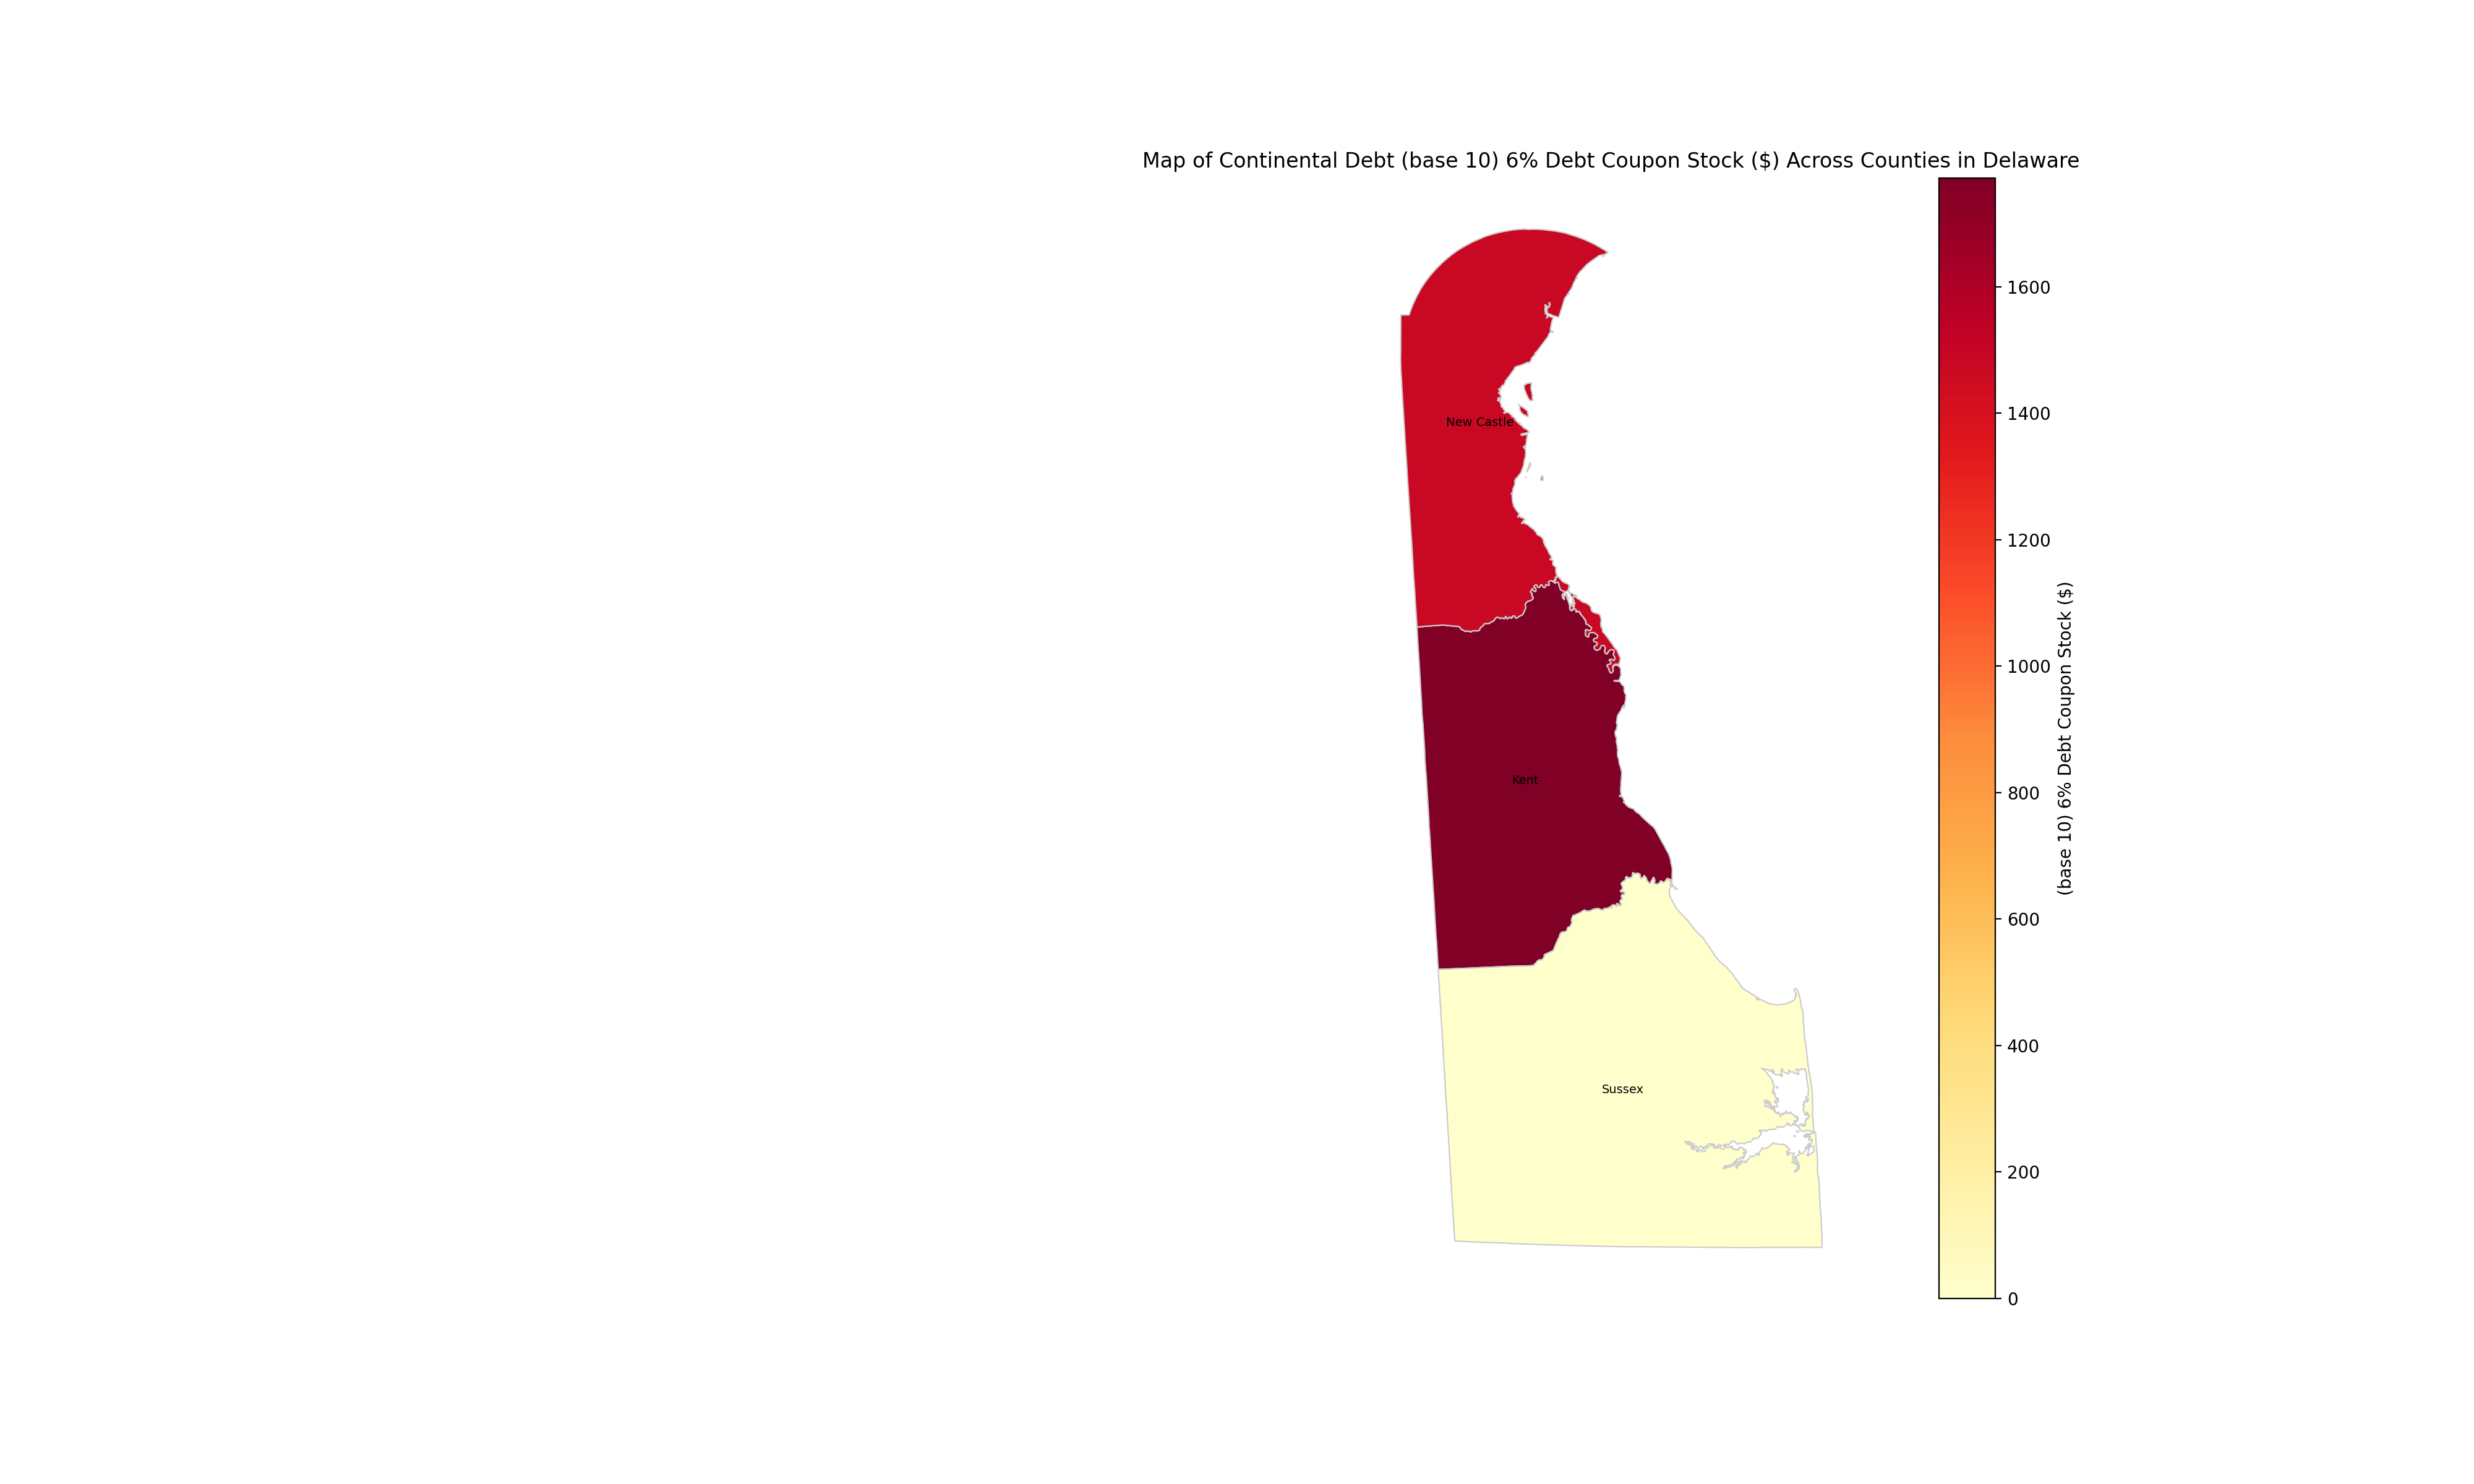 Map of Continental Debt (base 10) 6% Debt Coupon Stock ($) Across Counties in Delaware
New Castle
Kent
Sussex
1600
1400
1200
1000
800
600
400
200
0
(base 10) 6% Debt Coupon Stock ($)